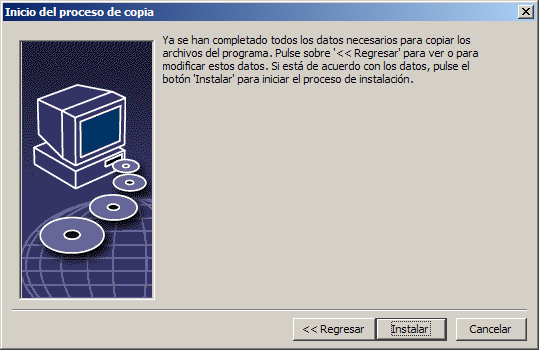 Inicio del proceso de copia
Ya se han completado todos los datos necesarios para copiar los
archivos del programa. Pulse sobre '<< Regresar' para ver o para
modificar estos datos. Si está de acuerdo con los datos, pulse el
botón 'Instalar' para iniciar el proceso de instalación.
<< Regresar
Instalar
Cancelar